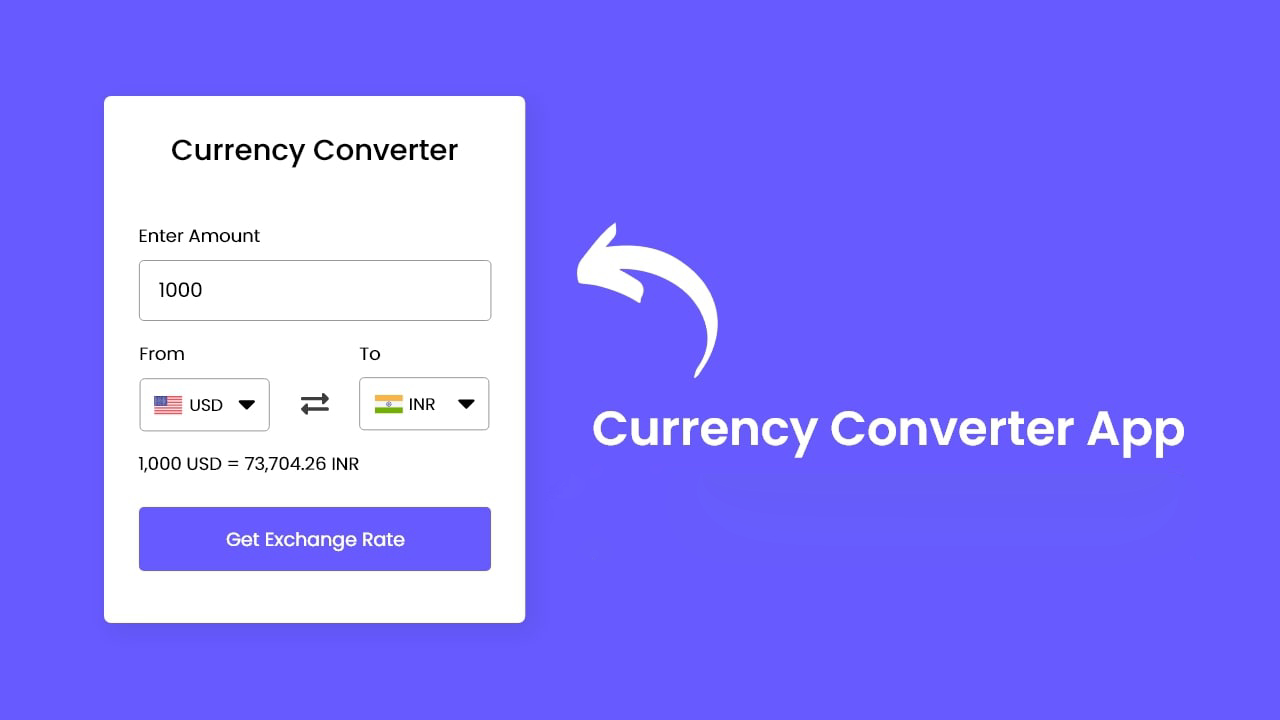 Currency Converter
Enter Amount
1000
From To
USD INR
1,000 USD = 73,704.26 INR
Get Exchange Rate
Currency Converter App